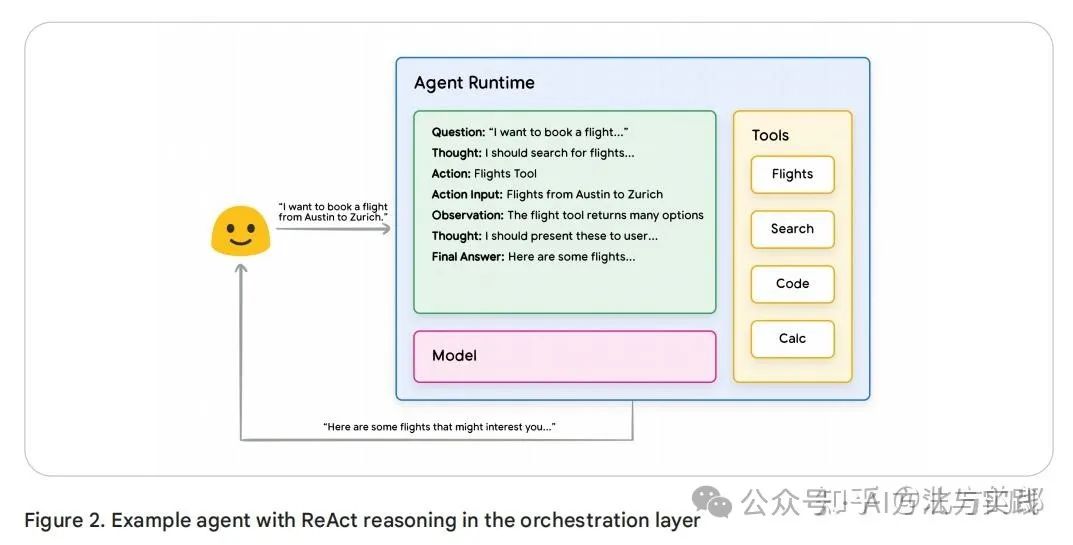 Agent Runtime
Question: “I want to book a flight...”
Thought: I should search for flights...
Action: Flights Tool
Action Input: Flights from Austin to Zurich
Observation: The flight tool returns many options
Thought: I should present these to user...
Final Answer: Here are some flights...
Model
Tools
Flights
Search
Code
Calc
“I want to book a flight
from Austin to Zurich.”
“Here are some flights that might interest you...”
公众号·AI方法与实践
知乎
Figure 2. Example agent with ReAct reasoning in the orchestration layer